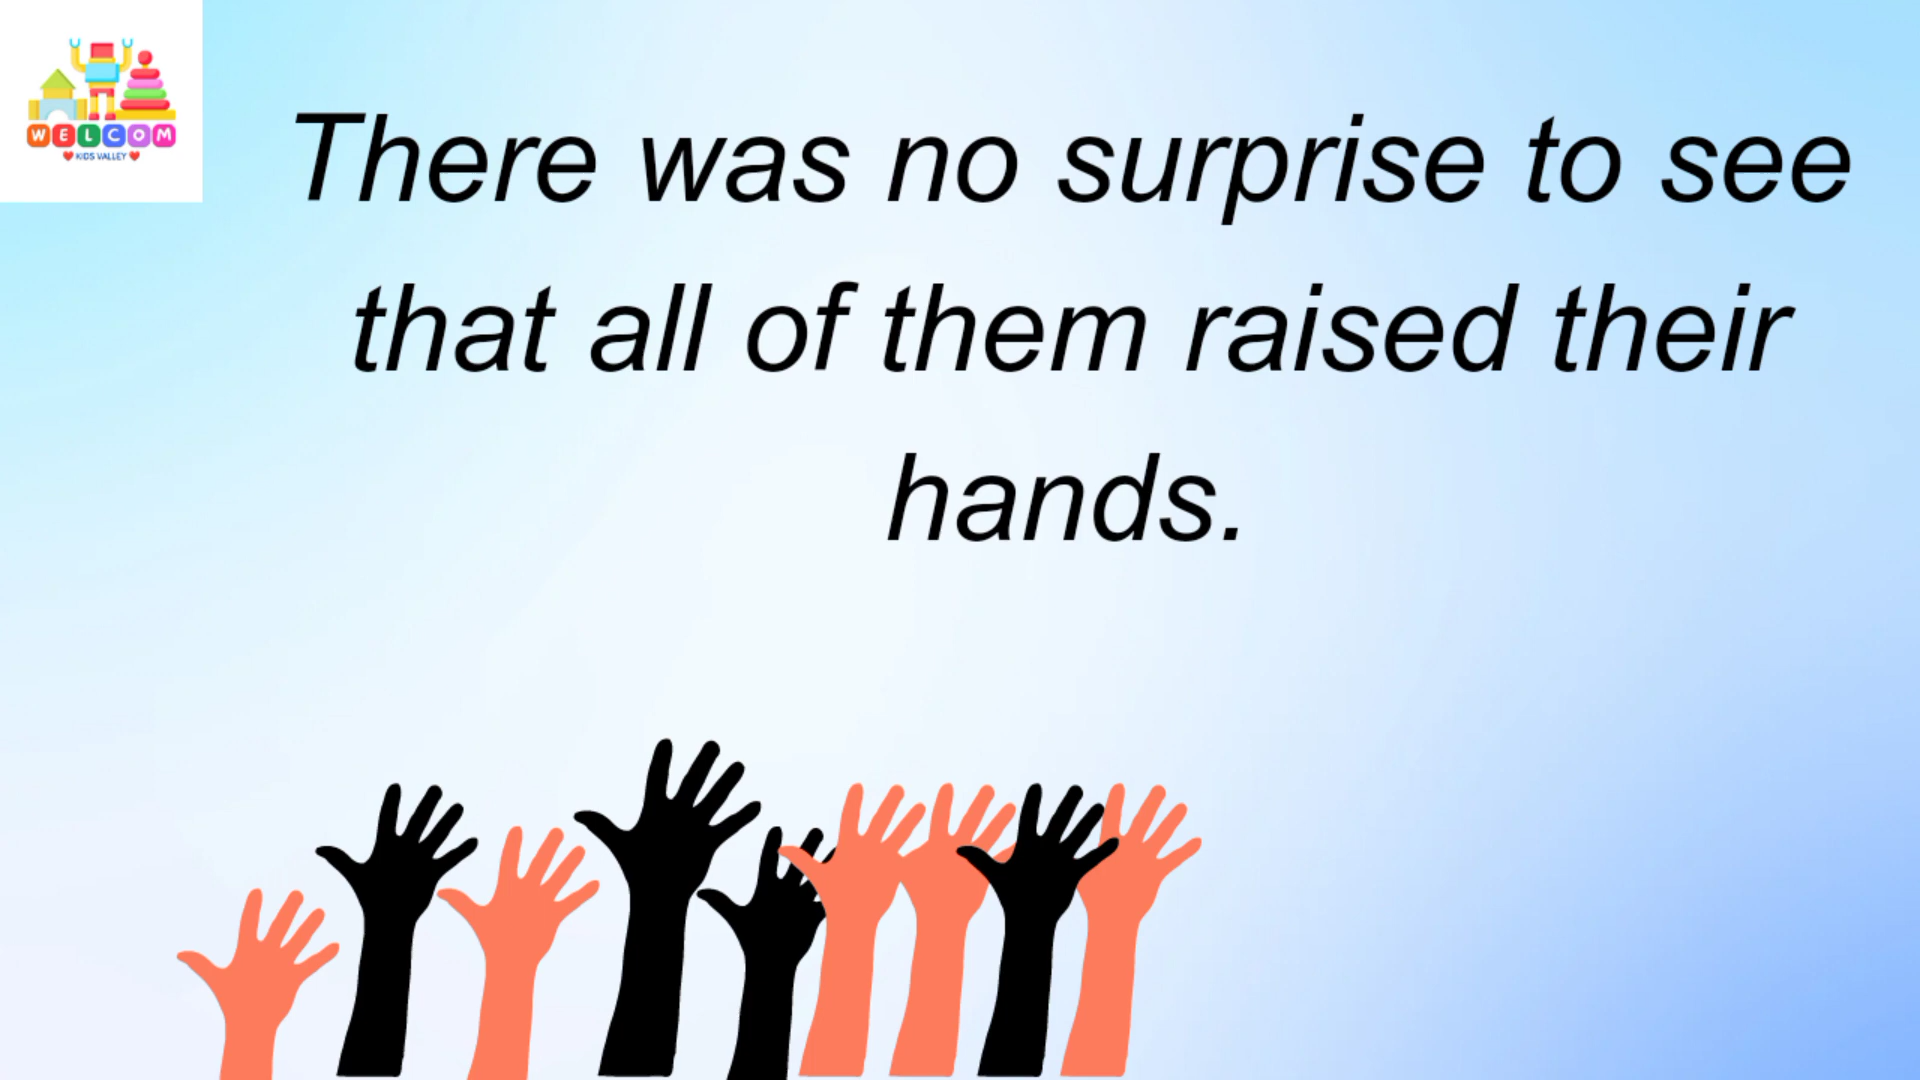 WELCOM
KIDS VALLEY
There was no surprise to see
that all of them raised their
hands.